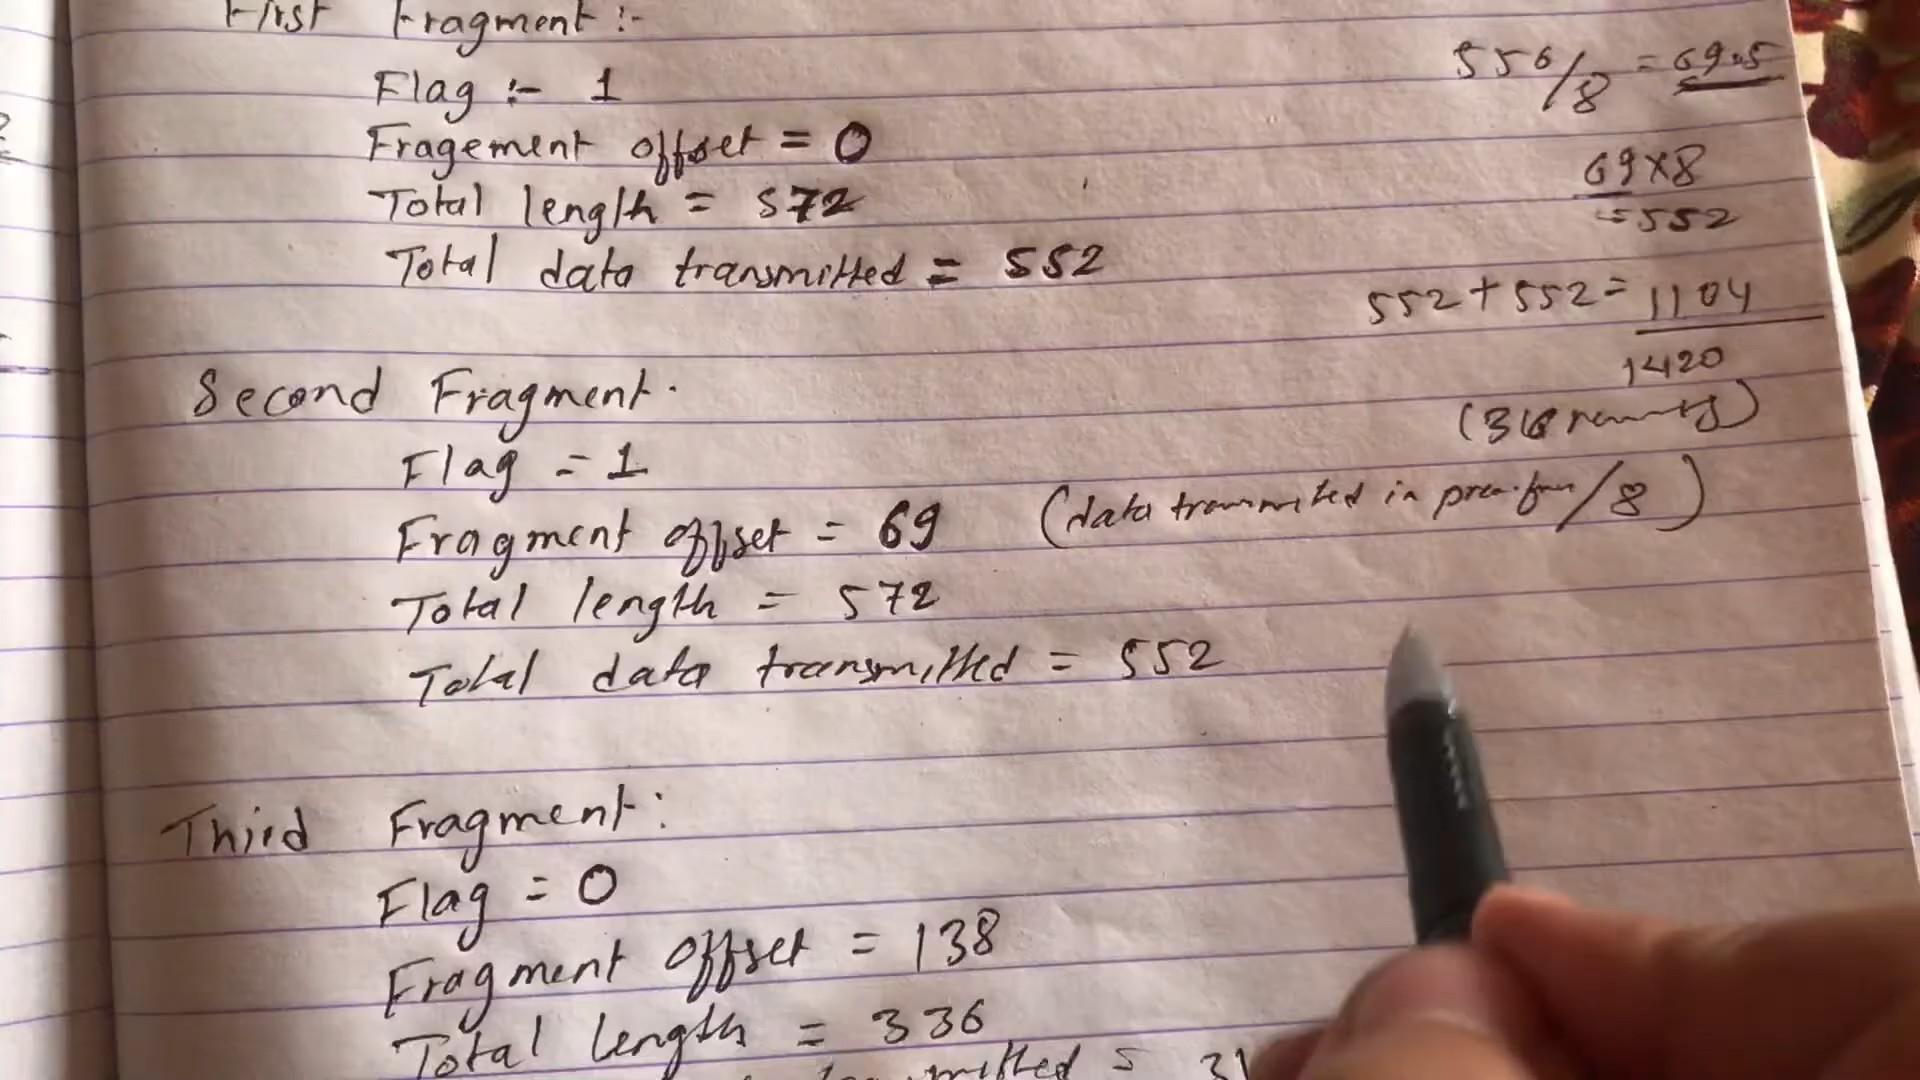 First Fragment :-
Flag :- 1
Fragement offset = 0
Total length = 572
Total data transmitted = 552
556/8 = 69.5
69×8
=552
552+552=1104
1420
Second Fragment.
Flag = 1
Fragment offset = 69 (data transmitted in /8)
Total length = 572
Total data transmitted = 552
Third Fragment:
Flag = 0
Fragment offset = 138
Total length = 336
= 31